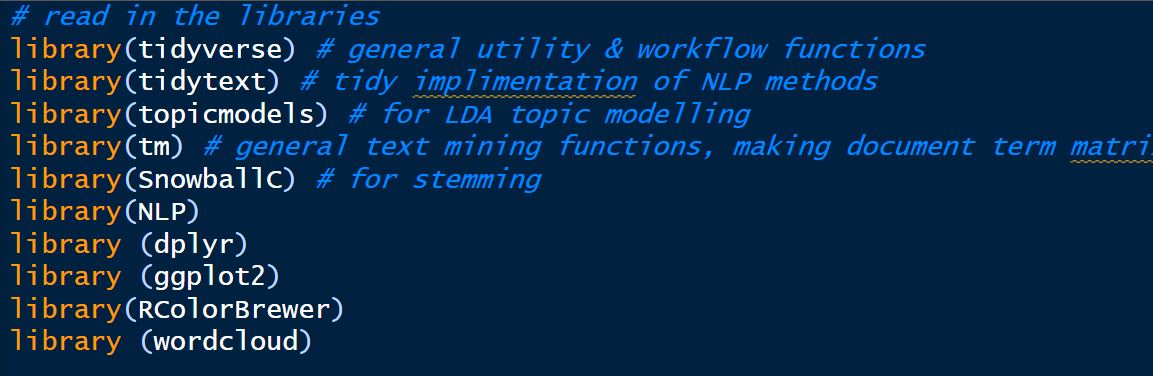 # read in the libraries
library(tidyverse) # general utility & workflow functions
library(tidytext) # tidy implimentation of NLP methods
library(topicmodels) # for LDA topic modelling
library(tm) # general text mining functions, making document term
library(SnowballC) # for stemming
library(NLP)
library (dplyr)
library (ggplot2)
library(RColorBrewer)
library (wordcloud)